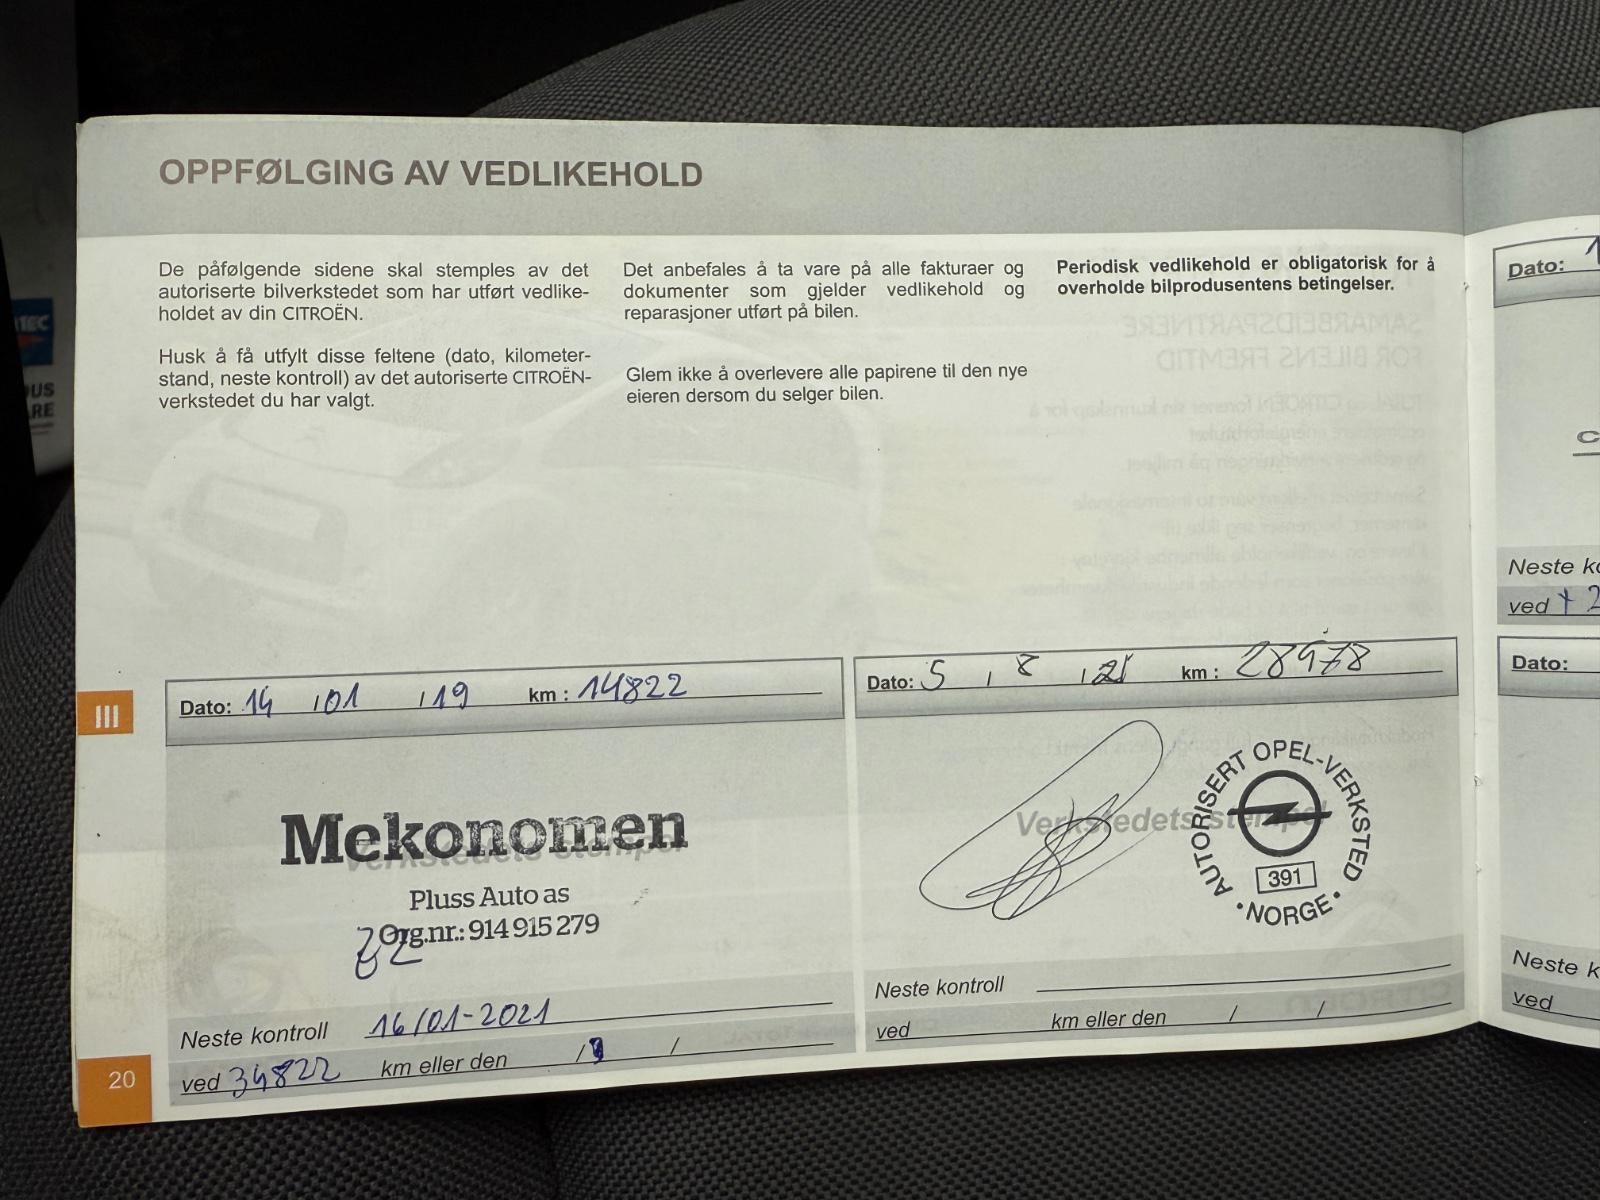 OPPFØLGING AV VEDLIKEHOLD
De påfølgende sidene skal stemples av det
autoriserte bilverkstedet som har utført vedlike-
holdet av din CITROËN.
Husk å få utfylt disse feltene (dato, kilometer-
stand, neste kontroll) av det autoriserte CITROËN-
verkstedet du har valgt.
Det anbefales å ta vare på alle fakturaer og
dokumenter som gjelder vedlikehold og
reparasjoner utført på bilen.
Glem ikke å overlevere alle papirene til den nye
eieren dersom du selger bilen.
Periodisk vedlikehold er obligatorisk for å
overholde bilprodusentens betingelser.
III
Dato: 14 / 01 / 19 km : 14822
Verkstedets stempel
Mekonomen
Pluss Auto as
Org.nr.: 914 915 279
Neste kontroll 16/01-2021
ved 34822 km eller den / /
20
Dato: 5 / 8 / 21 km : 28978
Verkstedets stempel
AUTORISERT OPEL-VERKSTED
391
• NORGE •
Neste kontroll
ved km eller den / /
Dato: 1
Neste k
ved + 2
Dato:
Neste k
ved